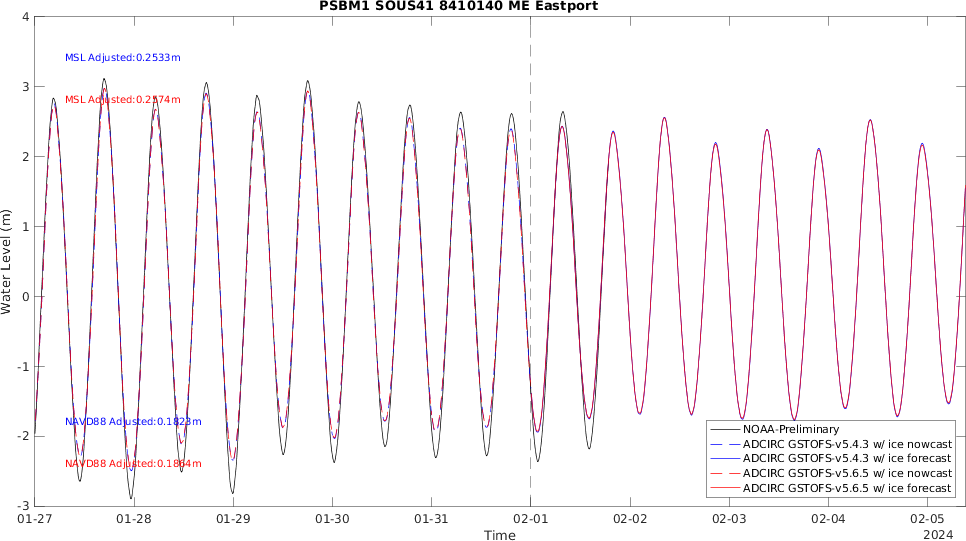 PSBM1 SOUS41 8410140 ME Eastport
4
3
2
1
0
-1
-2
-3
Water Level (m)
MSL Adjusted:0.2533m
MSL Adjusted:0.2574m
NAVD88 Adjusted:0.1823m
NAVD88 Adjusted:0.1864m
NOAA-Preliminary
ADCIRC GSTOFS-v5.4.3 w/ ice nowcast
ADCIRC GSTOFS-v5.4.3 w/ ice forecast
ADCIRC GSTOFS-v5.6.5 w/ ice nowcast
ADCIRC GSTOFS-v5.6.5 w/ ice forecast
01-27 01-28 01-29 01-30 01-31 02-01 02-02 02-03 02-04 02-05
Time
2024